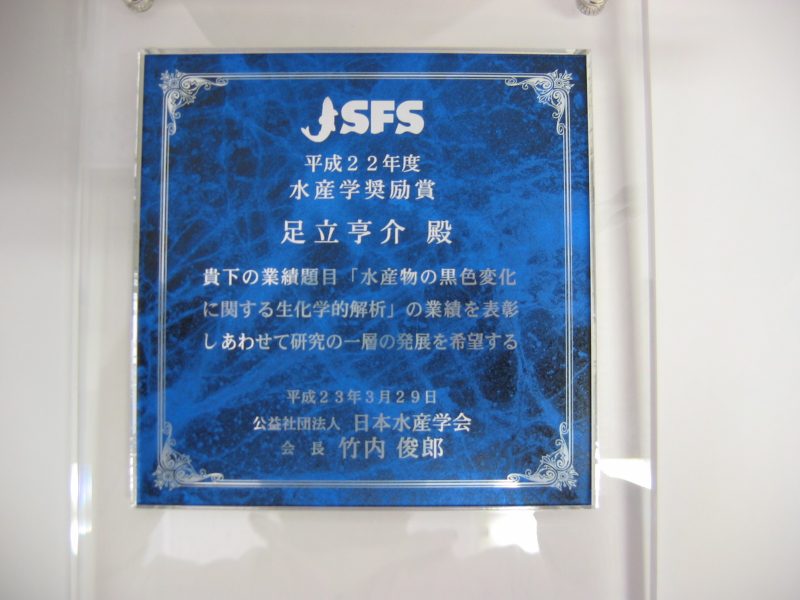 JSFS
平成22年度
水産学奨励賞
足立亨介 殿
貴下の業績題目「水産物の黒色変化
に関する生化学的解析」の業績を表彰
しあわせて研究の一層の発展を希望する
平成23年3月29日
公益社団法人 日本水産学会
会長 竹内 俊郎